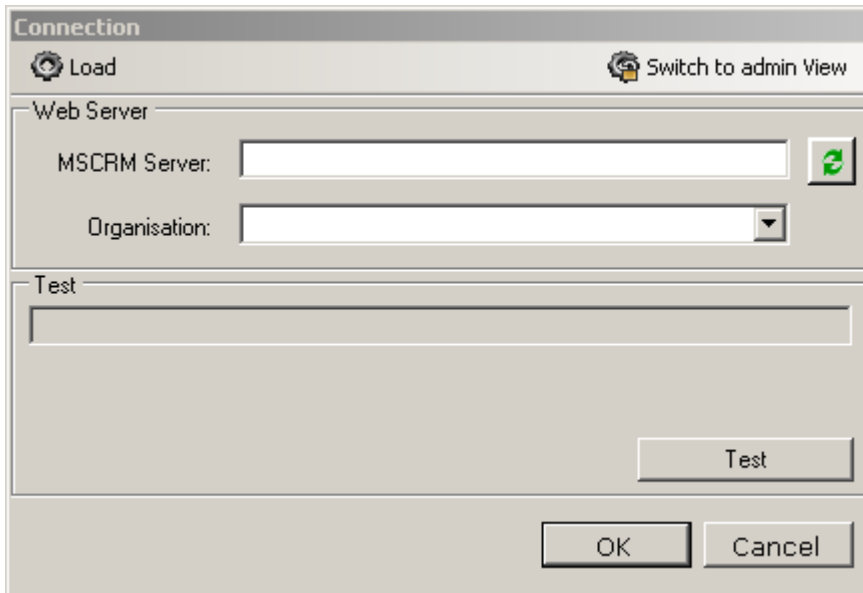 Connection
Load Switch to admin View
Web Server
MSCRM Server:
Organisation:
Test
Test
OK Cancel